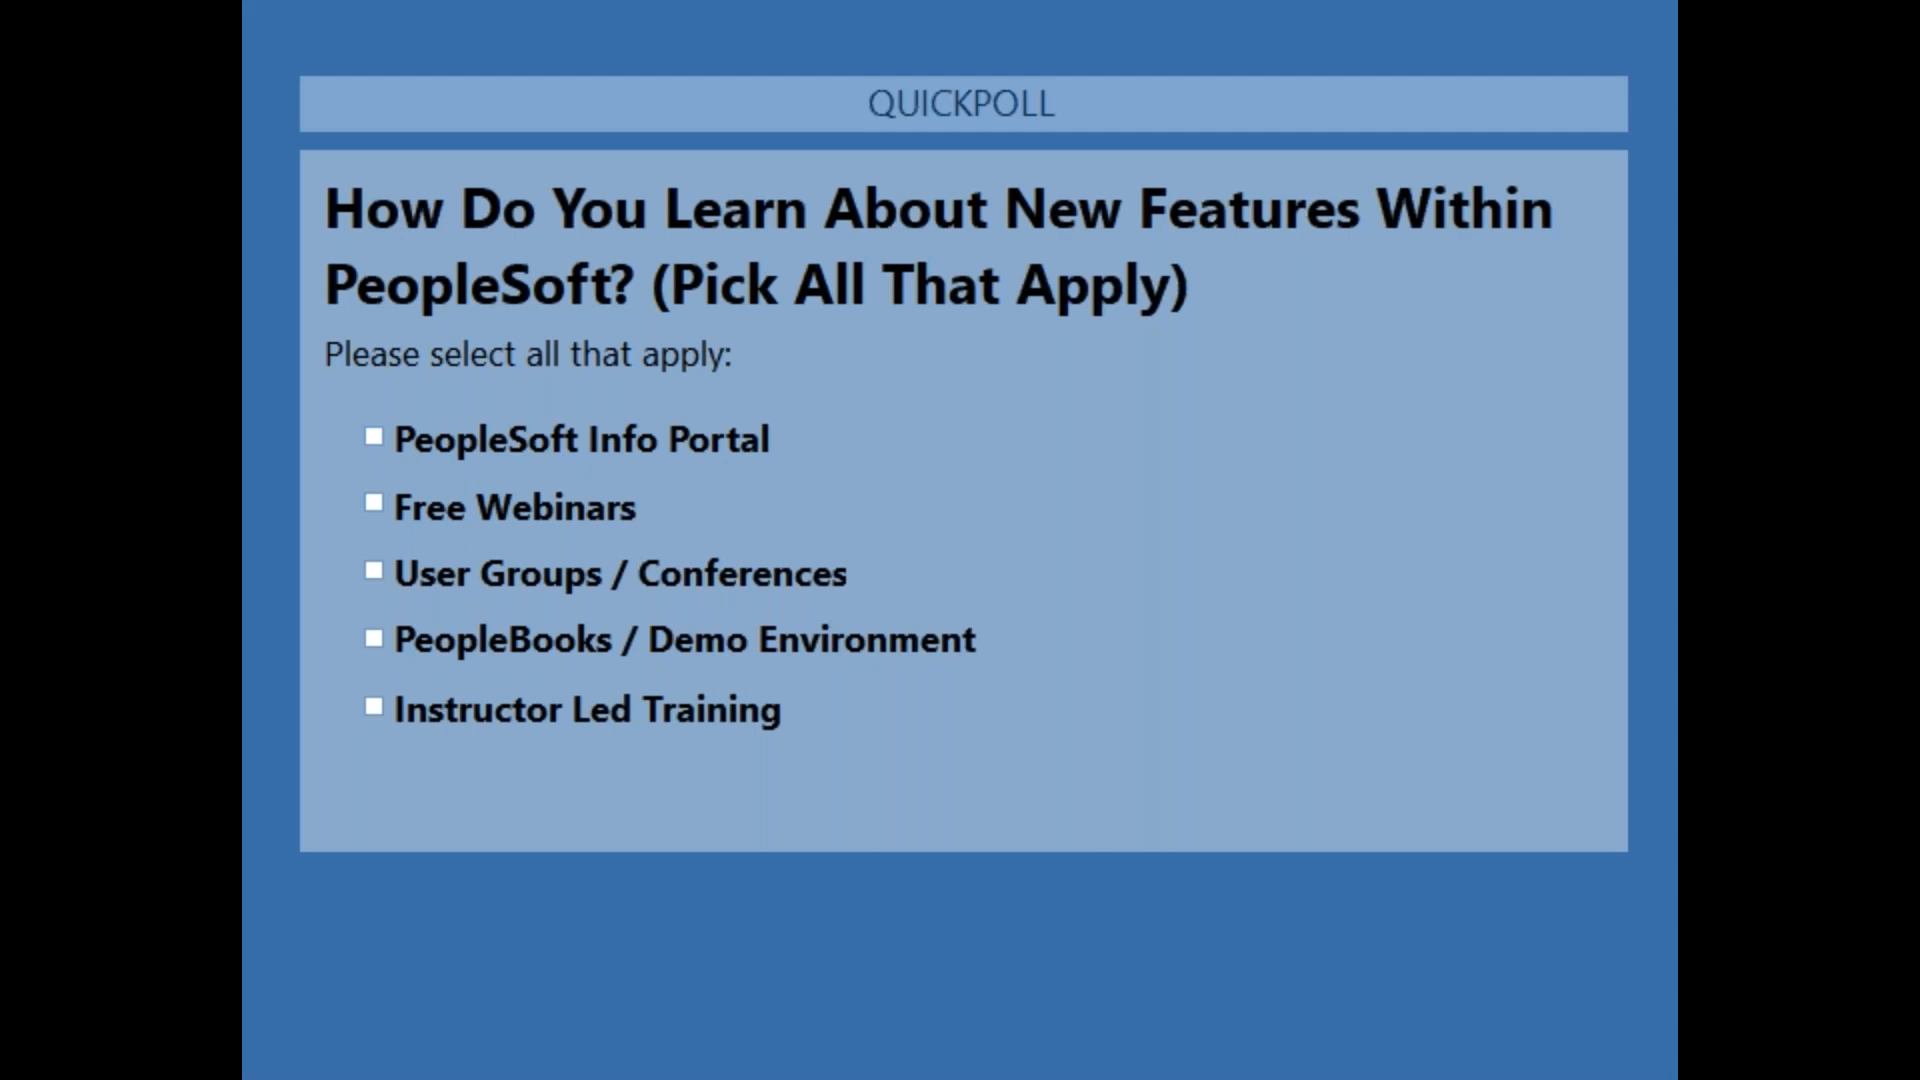 QUICKPOLL
How Do You Learn About New Features Within
PeopleSoft? (Pick All That Apply)
Please select all that apply:
PeopleSoft Info Portal
Free Webinars
User Groups / Conferences
PeopleBooks / Demo Environment
Instructor Led Training